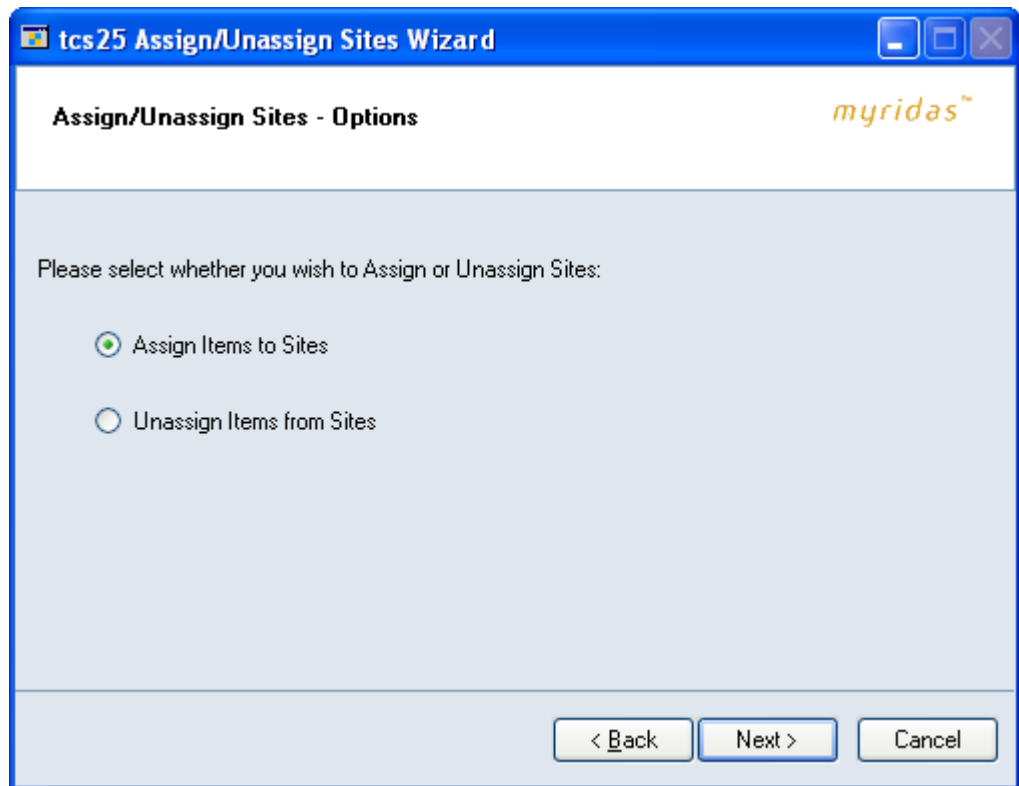 tcs25 Assign/Unassign Sites Wizard
Assign/Unassign Sites - Options
myridas™
Please select whether you wish to Assign or Unassign Sites:
Assign Items to Sites
Unassign Items from Sites
< Back Next > Cancel